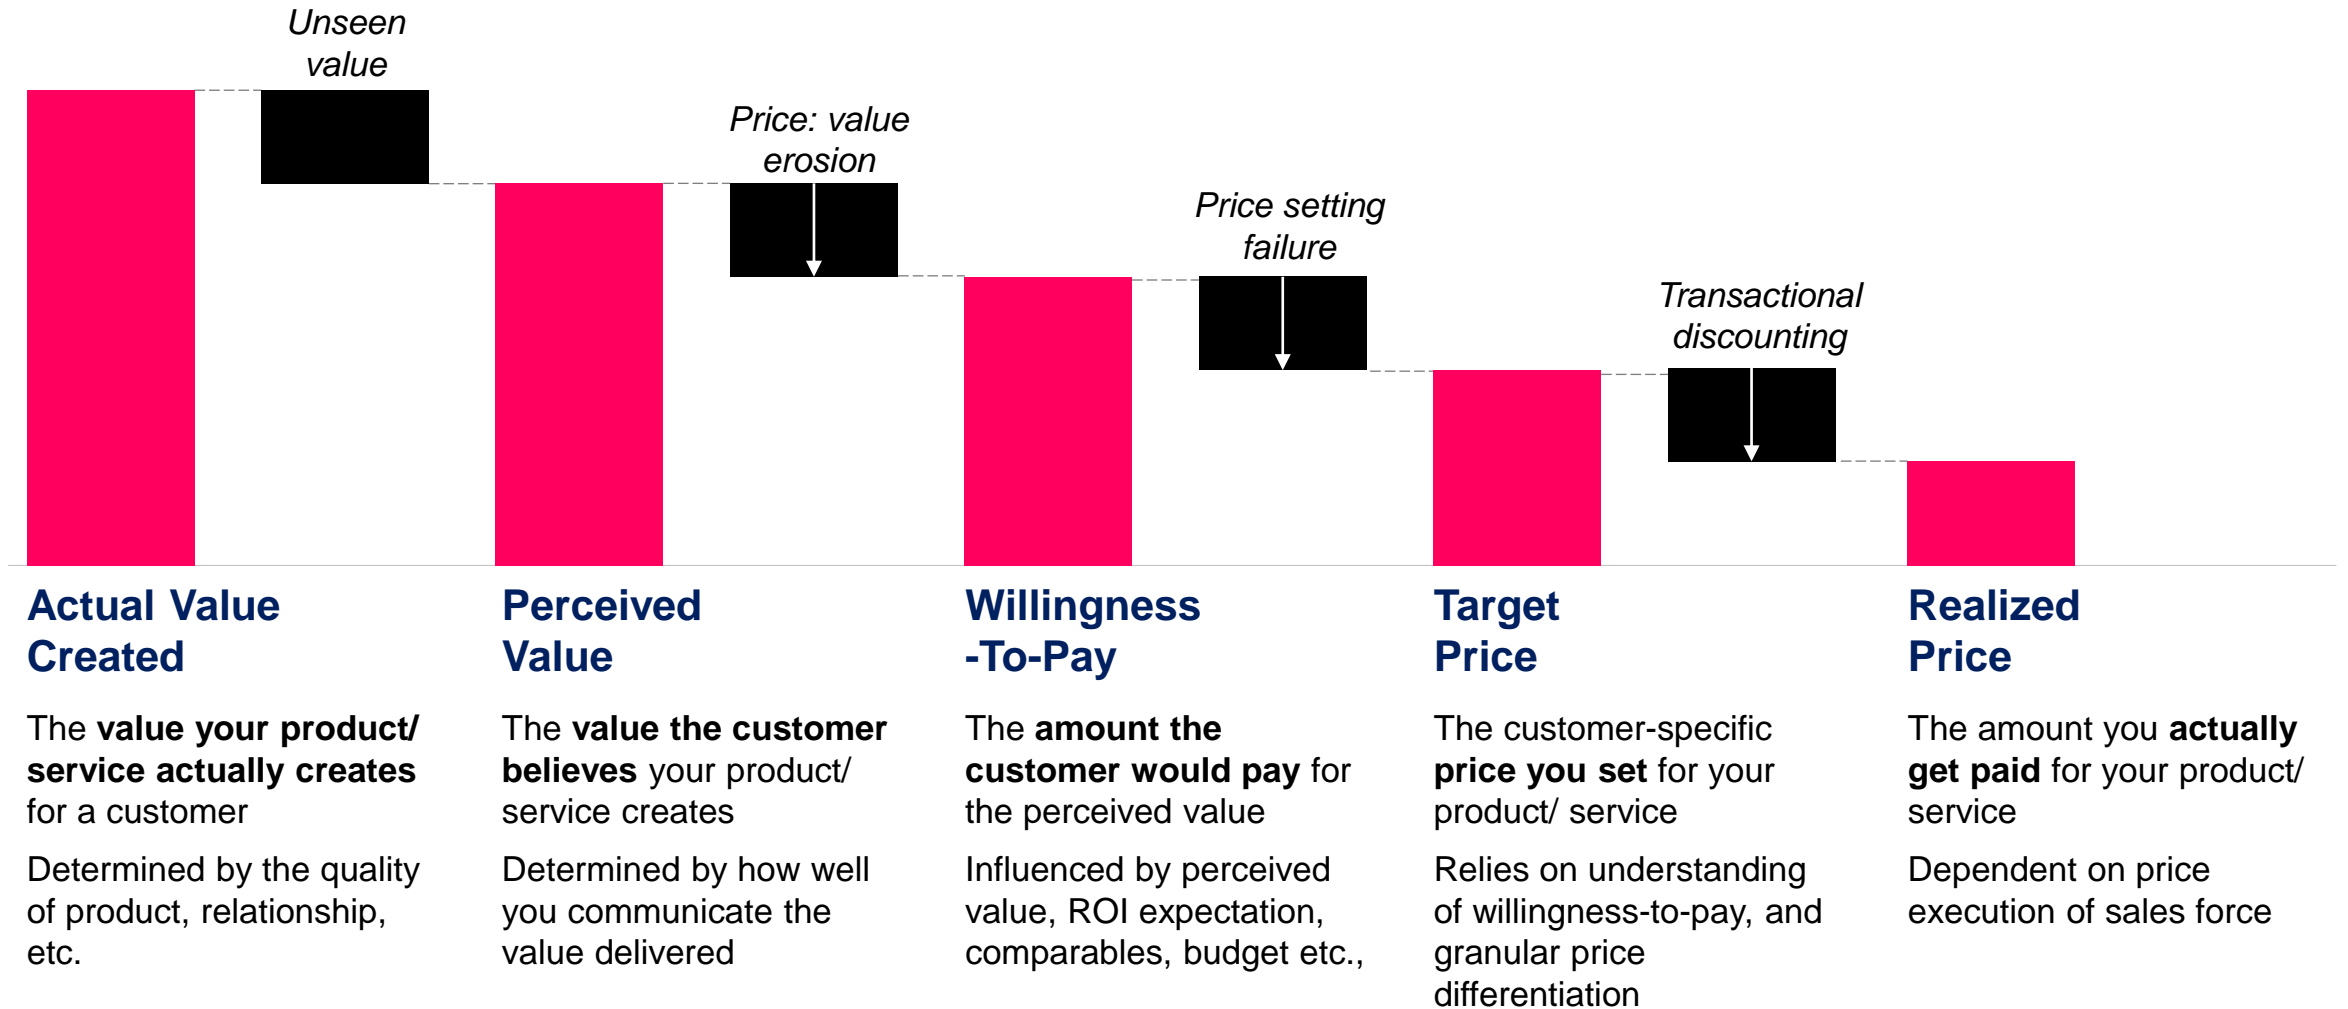 Unseen
value
Price: value
erosion
Price setting
failure
Transactional
discounting
Actual Value
Created
The value your product/
service actually creates
for a customer
Determined by the quality
of product, relationship,
etc.
Perceived
Value
The value the customer
believes your product/
service creates
Determined by how well
you communicate the
value delivered
Willingness
-To-Pay
The amount the
customer would pay for
the perceived value
Influenced by perceived
value, ROI expectation,
comparables, budget etc.,
Target
Price
The customer-specific
price you set for your
product/ service
Relies on understanding
of willingness-to-pay, and
granular price
differentiation
Realized
Price
The amount you actually
get paid for your product/
service
Dependent on price
execution of sales force